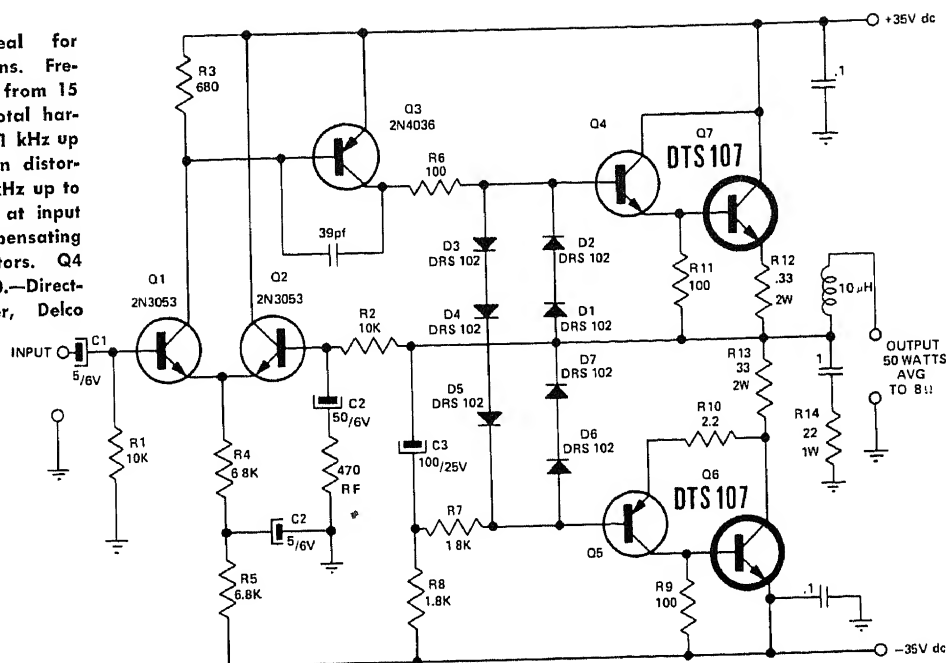 eal for
ns. Fre-
from 15
otal har-
1 kHz up
n distor-
kHz up to
at input
pensating
tors. Q4
).—Direct-
er, Delco
+35V dc
.1
R3
680
Q3
2N4036
R6
100
39pf
Q4
Q7
DTS 107
D3
DRS 102
D2
DRS 102
R11
100
R12
.33
2W
10 µH
Q1
2N3053
Q2
2N3053
R2
10K
D4
DRS 102
D1
DRS 102
INPUT
C1
5/6V
OUTPUT
50 WATTS
AVG
TO 8Ω
R13
33
2W
1
D5
DRS 102
D7
DRS 102
C2
50/6V
R1
10K
R4
6 8K
470
RF
C3
100/25V
D6
DRS 102
R10
2.2
R14
22
1W
Q6
DTS 107
C2
5/6V
R7
1 8K
Q5
R5
6.8K
R8
1.8K
R9
100
.1
-35V dc